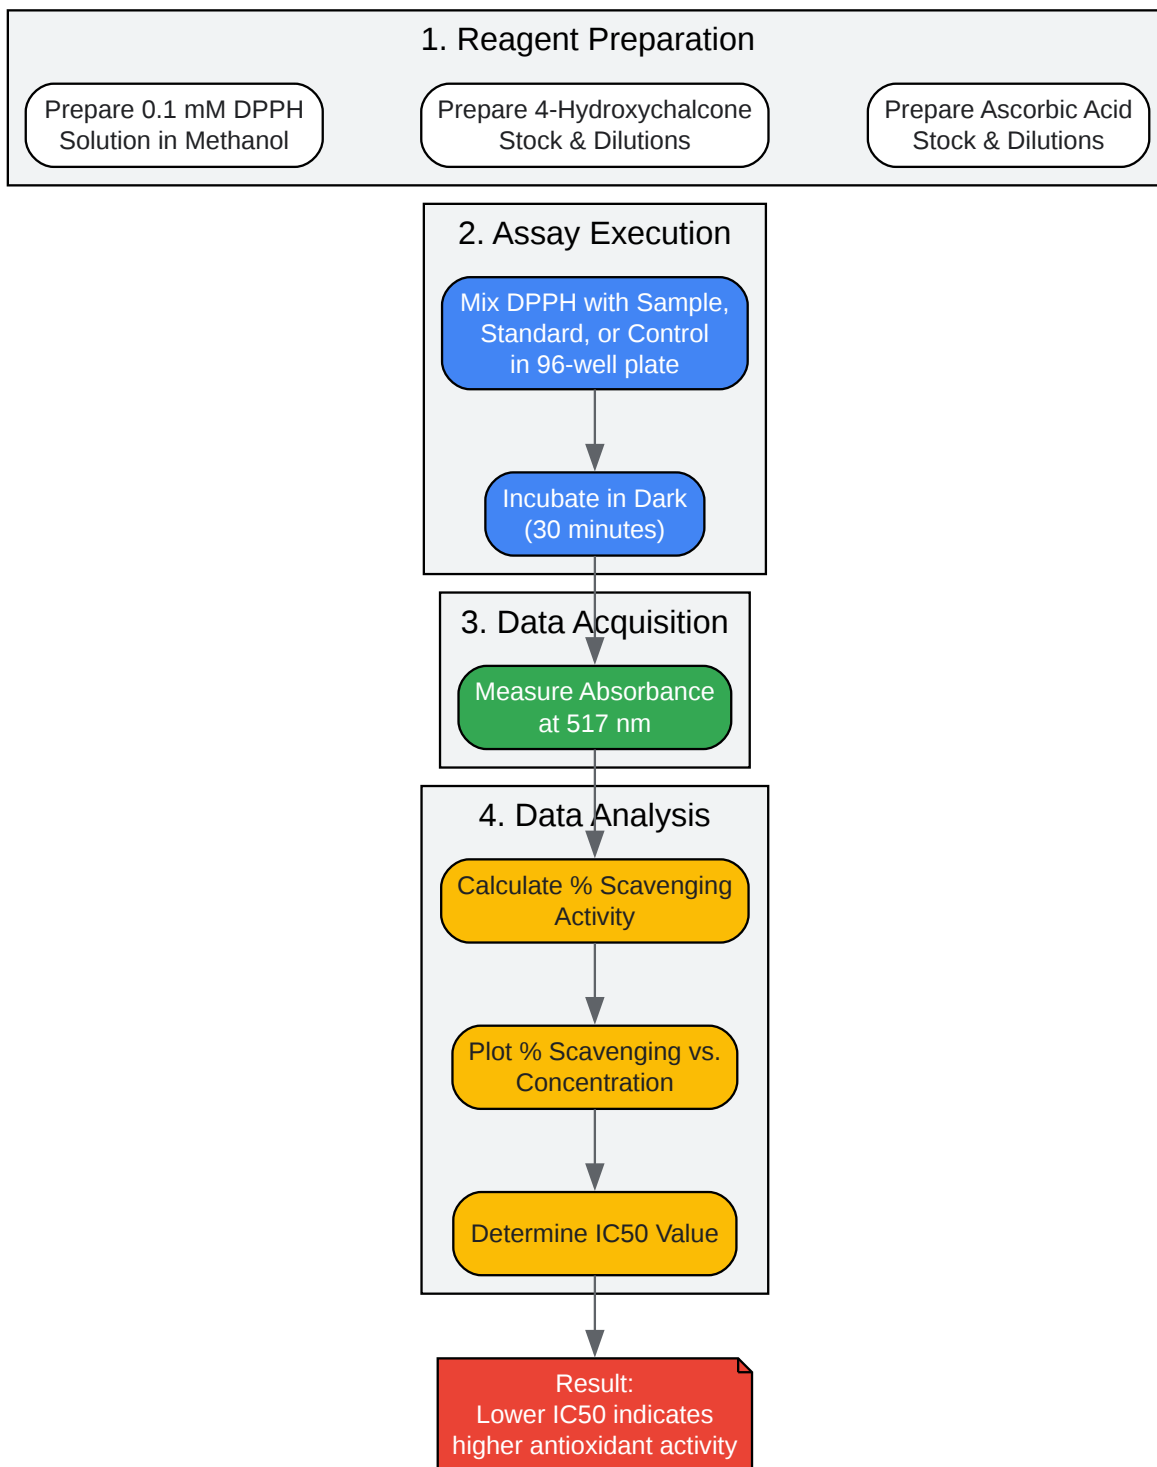 1. Reagent Preparation
Prepare 0.1 mM DPPH
Solution in Methanol
Prepare 4-Hydroxychalcone
Stock & Dilutions
Prepare Ascorbic Acid
Stock & Dilutions
2. Assay Execution
Mix DPPH with Sample,
Standard, or Control
in 96-well plate
Incubate in Dark
(30 minutes)
3. Data Acquisition
Measure Absorbance
at 517 nm
4. Data Analysis
Calculate % Scavenging
Activity
Plot % Scavenging vs.
Concentration
Determine IC50 Value
Result:
Lower IC50 indicates
higher antioxidant activity